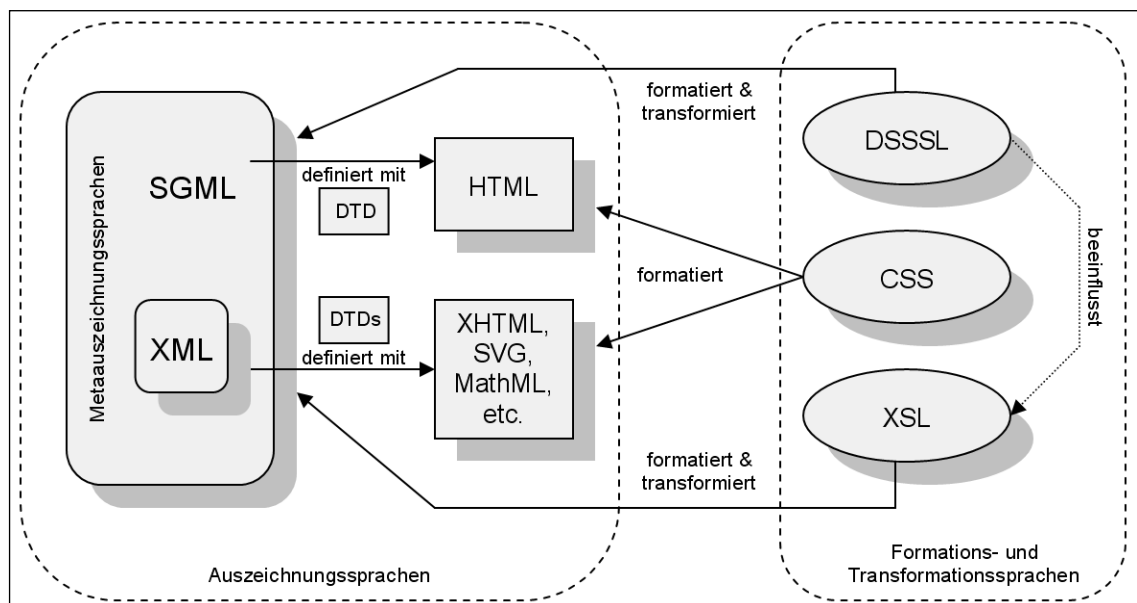 Metaauszeichnungssprachen
SGML
XML
definiert mit
DTD
DTDs
definiert mit
HTML
XHTML,
SVG,
MathML,
etc.
Auszeichnungssprachen
formatiert &
transformiert
formatiert
formatiert &
transformiert
DSSSL
CSS
XSL
beeinflusst
Formations- und
Transformationssprachen